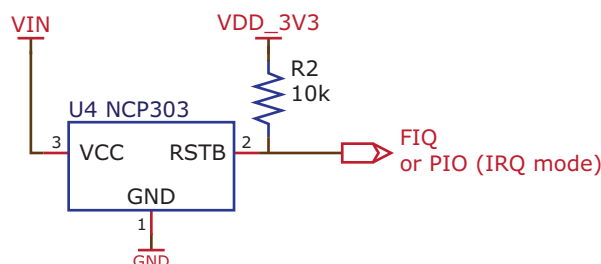 VIN
VDD_3V3
R2
10k
U4 NCP303
3
VCC
RSTB
2
FIQ
or PIO (IRQ mode)
GND
1
GND